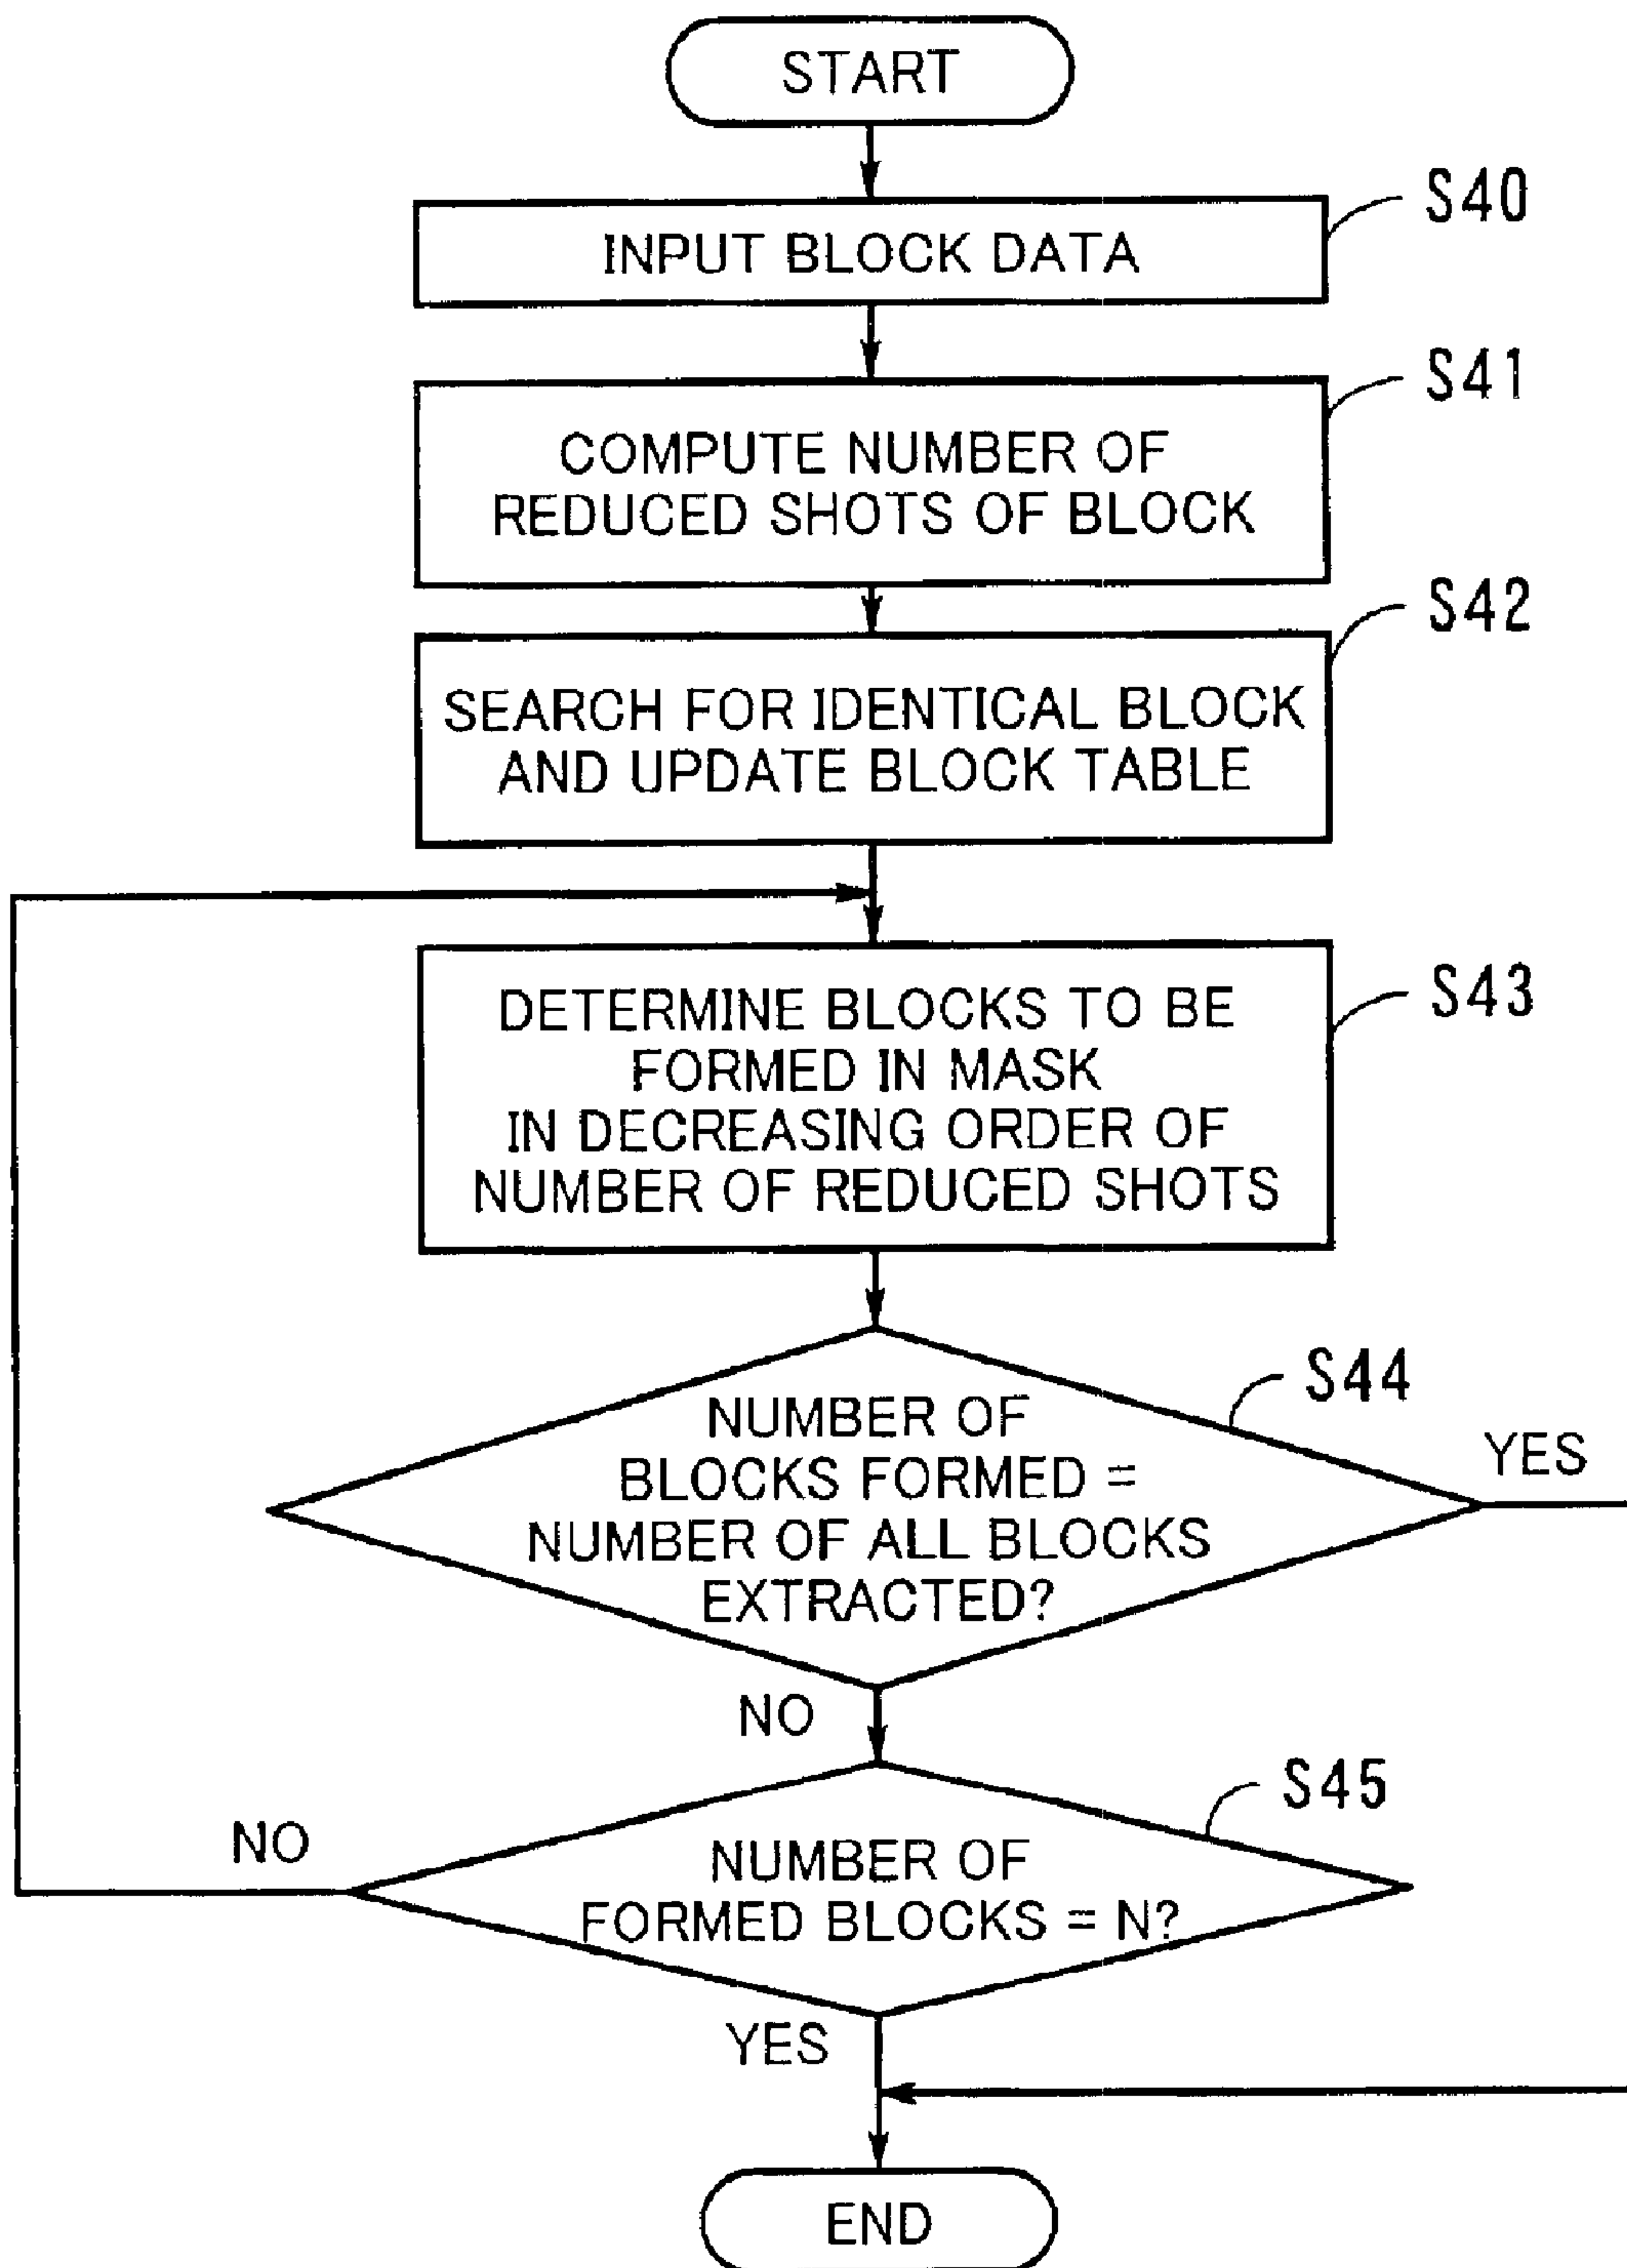 START
S40
INPUT BLOCK DATA
S41
COMPUTE NUMBER OF
REDUCED SHOTS OF BLOCK
S42
SEARCH FOR IDENTICAL BLOCK
AND UPDATE BLOCK TABLE
S43
DETERMINE BLOCKS TO BE
FORMED IN MASK
IN DECREASING ORDER OF
NUMBER OF REDUCED SHOTS
S44
NUMBER OF
BLOCKS FORMED =
NUMBER OF ALL BLOCKS
EXTRACTED?
YES
NO
S45
NUMBER OF
FORMED BLOCKS = N?
NO
YES
END